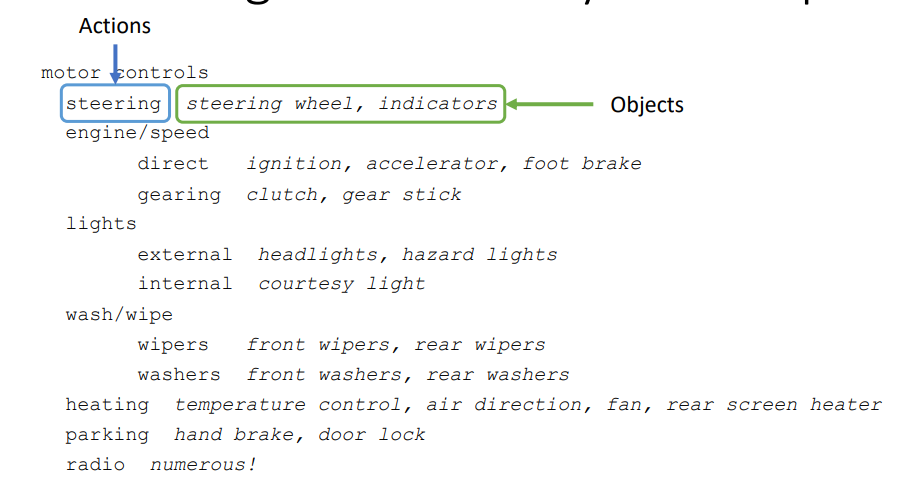 Actions
motor controls
steering steering wheel, indicators
Objects
engine/speed
direct ignition, accelerator, foot brake
gearing clutch, gear stick
lights
external headlights, hazard lights
internal courtesy light
wash/wipe
wipers front wipers, rear wipers
washers front washers, rear washers
heating temperature control, air direction, fan, rear screen heater
parking hand brake, door lock
radio numerous!